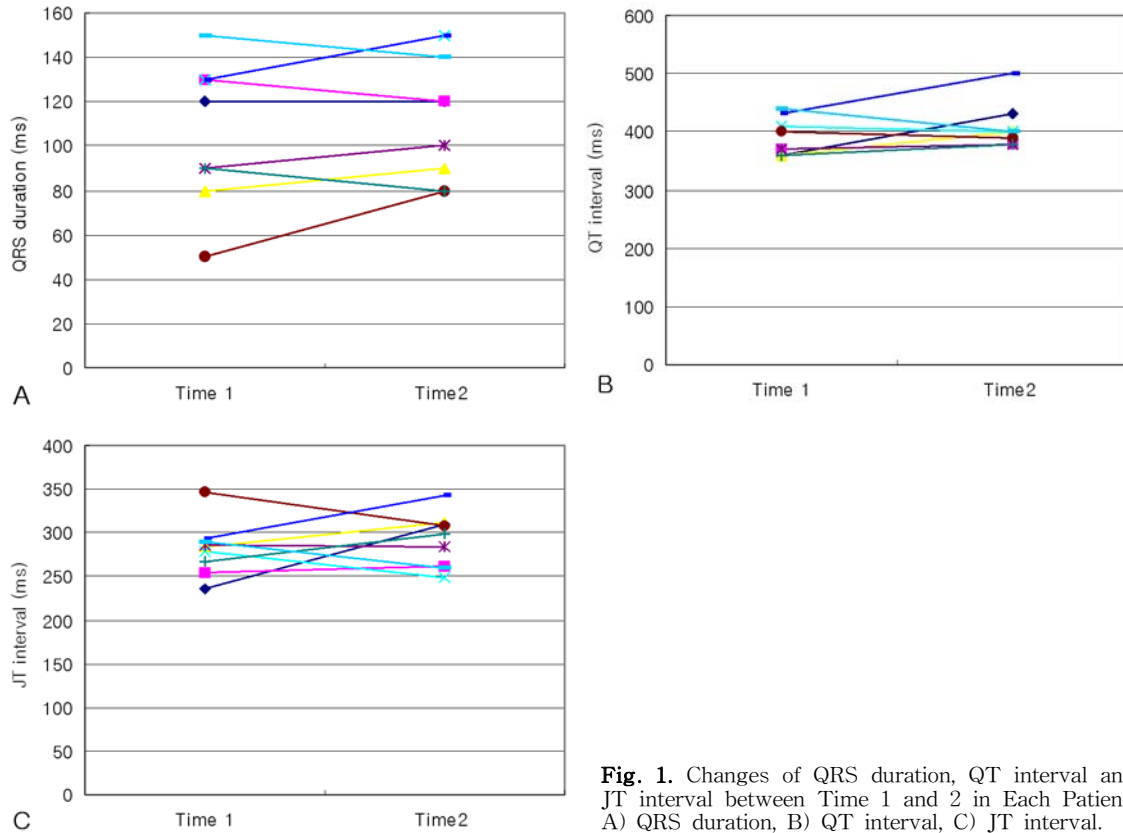 160
140
120
100
80
60
40
20
0
QRS duration (ms)
Time 1 Time2
A
600
500
400
300
200
100
0
QT interval (ms)
Time 1 Time2
B
400
350
300
250
200
150
100
50
0
JT interval (ms)
Time 1 Time2
C
Fig. 1. Changes of QRS duration, QT interval an
JT interval between Time 1 and 2 in Each Patien
A) QRS duration, B) QT interval, C) JT interval.